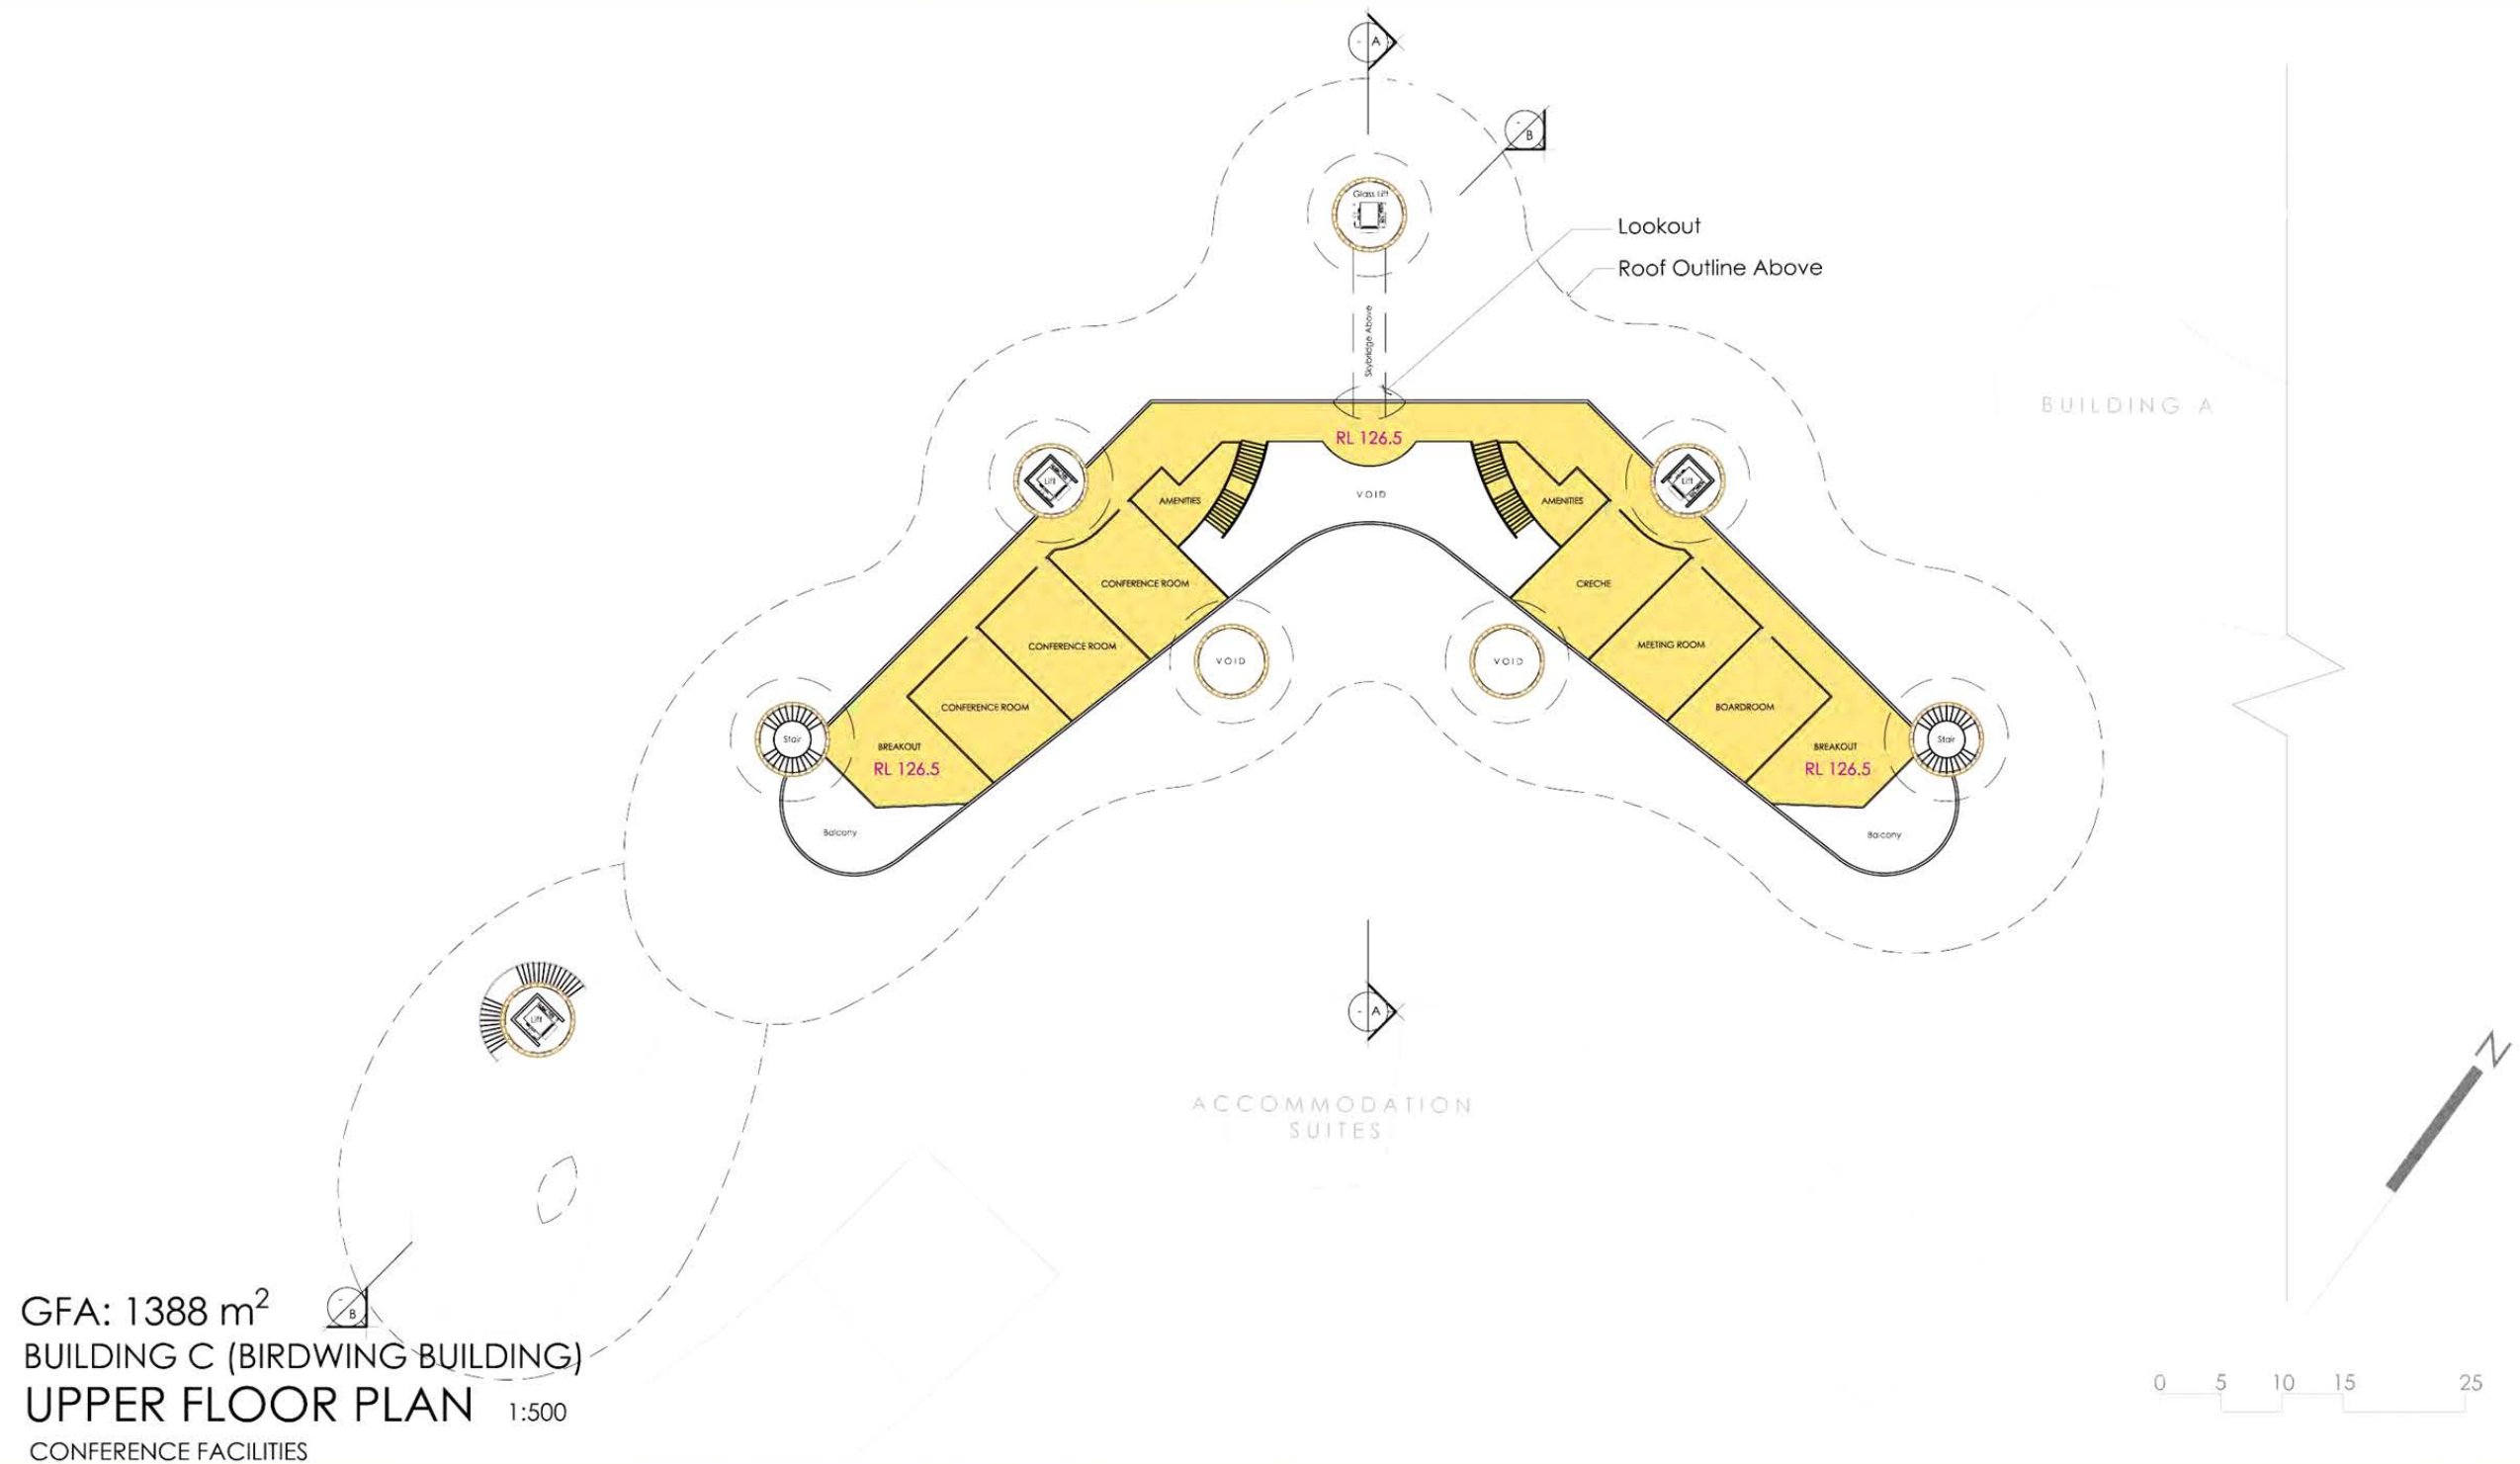 A
B
Glass Lift
Lookout
Roof Outline Above
Skybridge Above
BUILDING A
RL 126.5
Lift
Lift
VOID
AMENITIES
AMENITIES
CONFERENCE ROOM
CRECHE
CONFERENCE ROOM
MEETING ROOM
VOID
VOID
CONFERENCE ROOM
BOARDROOM
Stair
BREAKOUT
RL 126.5
BREAKOUT
RL 126.5
Stair
Balcony
Balcony
A
Lift
N
ACCOMMODATION
SUITES
B
GFA: 1388 m²
BUILDING C (BIRDWING BUILDING)
UPPER FLOOR PLAN 1:500
CONFERENCE FACILITIES
0 5 10 15 25